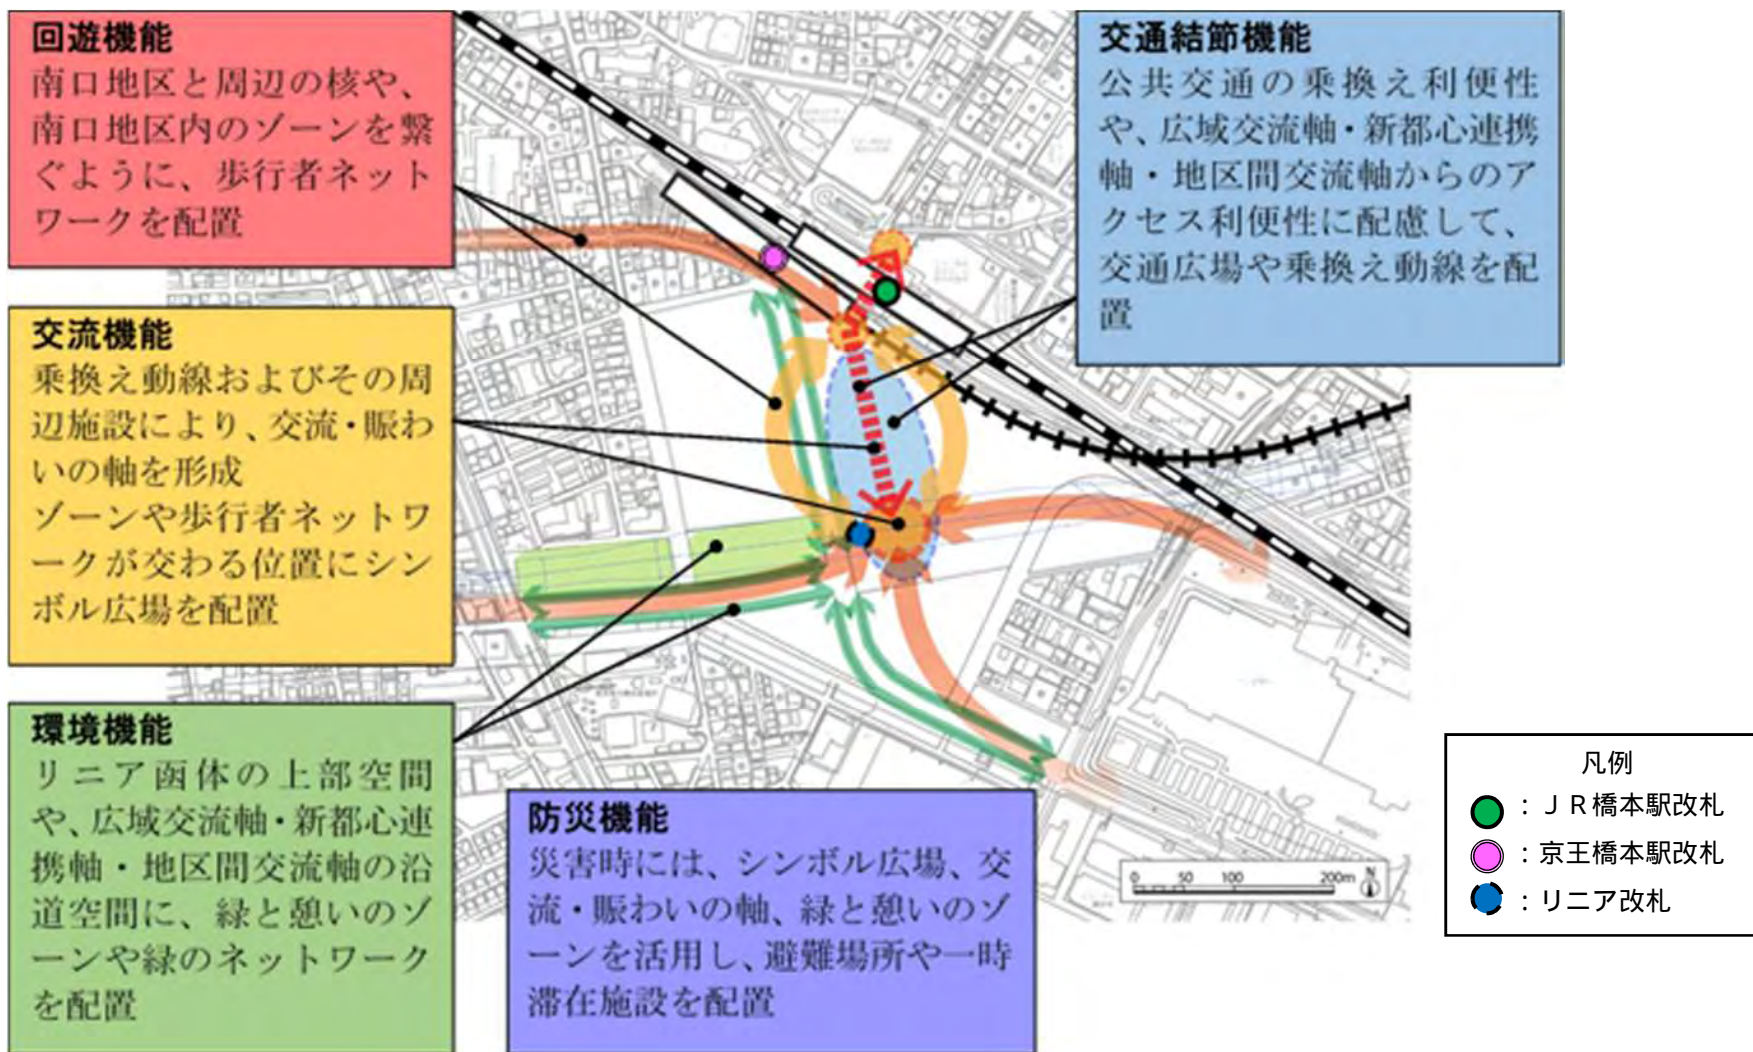 回遊機能
南口地区と周辺の核や、
南口地区内のゾーンを繋
ぐように、歩行者ネット
ワークを配置
交流機能
乗換え動線およびその周
辺施設により、交流・賑わ
いの軸を形成
ゾーンや歩行者ネットワ
ークが交わる位置にシン
ボル広場を配置
環境機能
リニア函体の上部空間
や、広域交流軸・新都心連
携軸・地区間交流軸の沿
道空間に、緑と憩いのゾ
ーンや緑のネットワーク
を配置
防災機能
災害時には、シンボル広場、交
流・賑わいの軸、緑と憩いのゾ
ーンを活用し、避難場所や一時
滞在施設を配置
交通結節機能
公共交通の乗換え利便性
や、広域交流軸・新都心連携
軸・地区間交流軸からのア
クセス利便性に配慮して、
交通広場や乗換え動線を配
置
凡例
：ＪＲ橋本駅改札
：京王橋本駅改札
：リニア改札
0 50 100 200m N